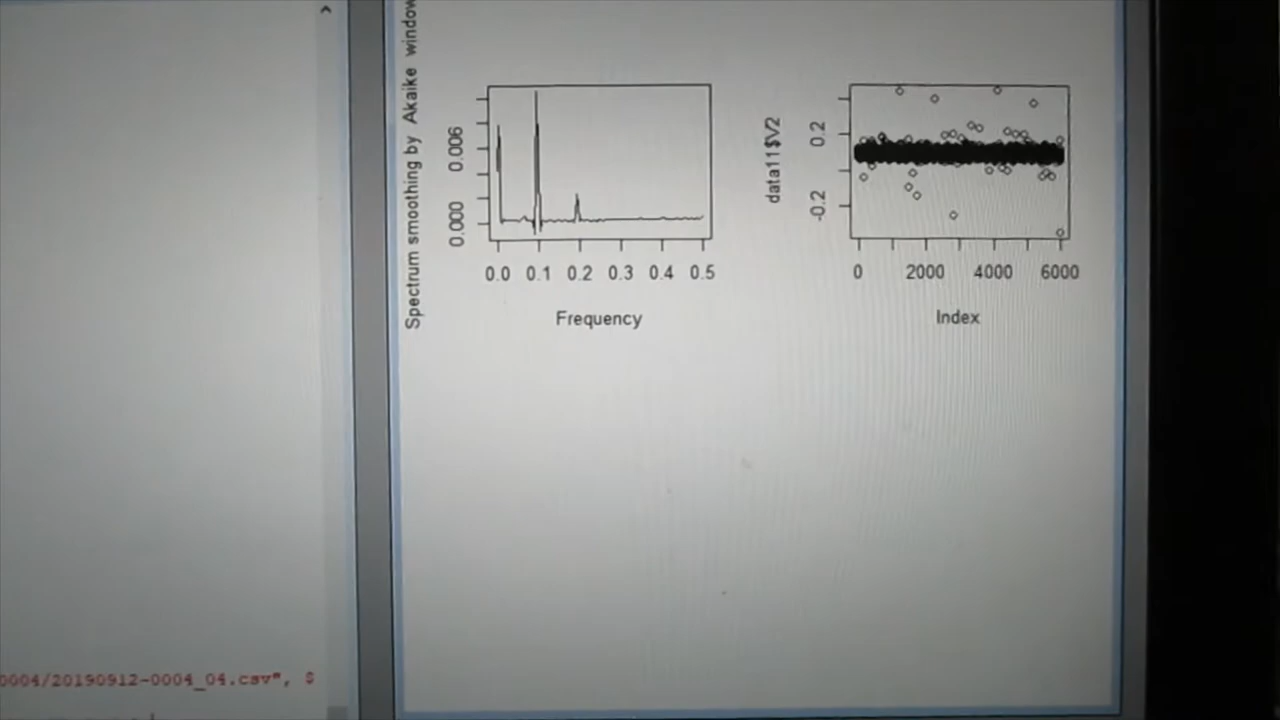 Spectrum smoothing by Akaike window
0.006
0.000
0.0 0.1 0.2 0.3 0.4 0.5
Frequency
data11$V2
0.2
-0.2
0 2000 4000 6000
Index
0004/20190912-0004_04.csv", $